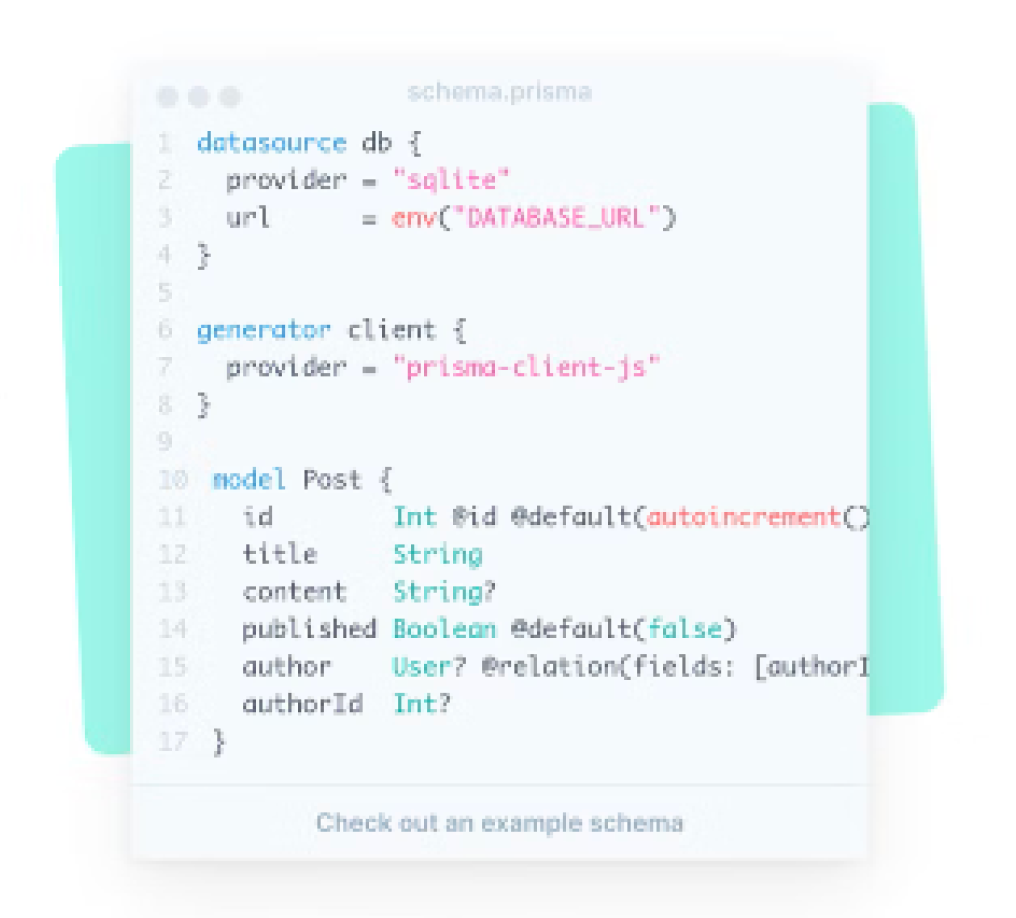 schema.prisma
1 datasource db {
2   provider = "sqlite"
3   url      = env("DATABASE_URL")
4 }
5
6 generator client {
7   provider = "prisma-client-js"
8 }
9
10 model Post {
11   id        Int @id @default(autoincrement()
12   title     String
13   content   String?
14   published Boolean @default(false)
15   author    User? @relation(fields: [authorI
16   authorId  Int?
17 }
Check out an example schema